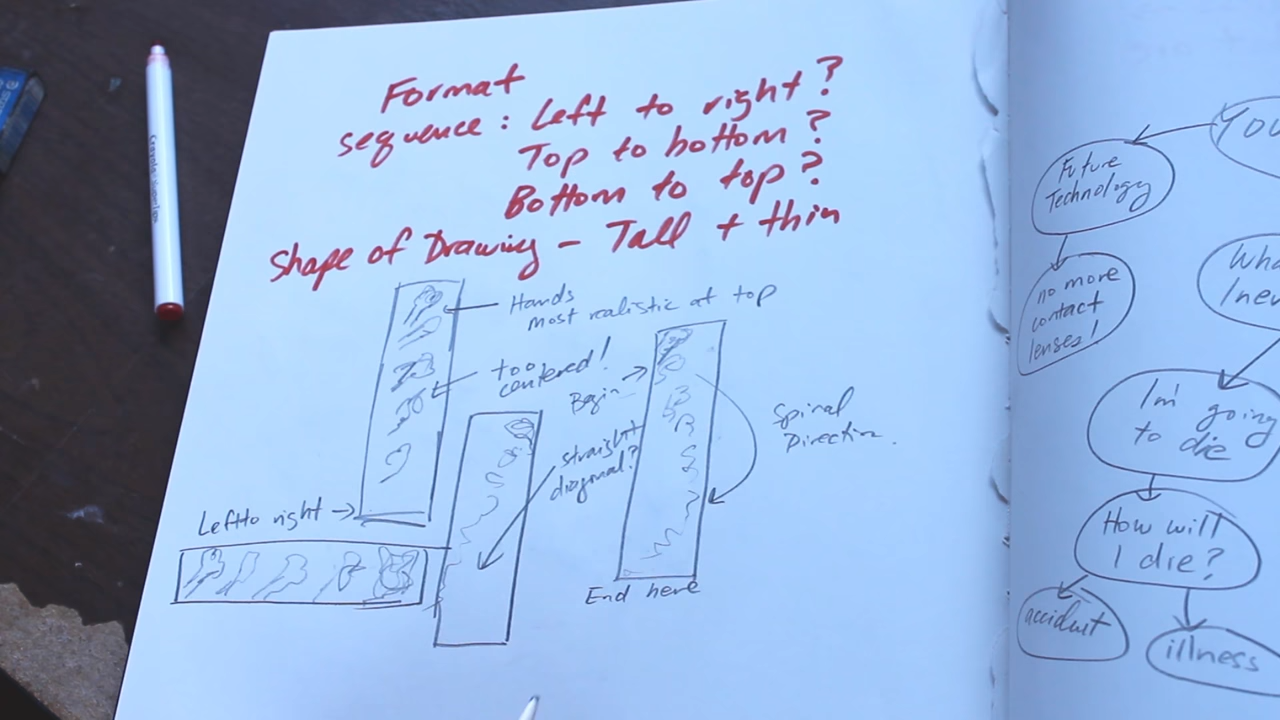 Format
sequence: Left to right?
Top to bottom?
Bottom to top?
Shape of Drawing - Tall + thin
Hands
most realistic at top
too
centered!
Begin
straight
diagonal?
Spiral
Direction.
Left to right
End here
Future
Technology
no more
contact
lenses!
I'm going
to die
How will
I die?
accident
illness